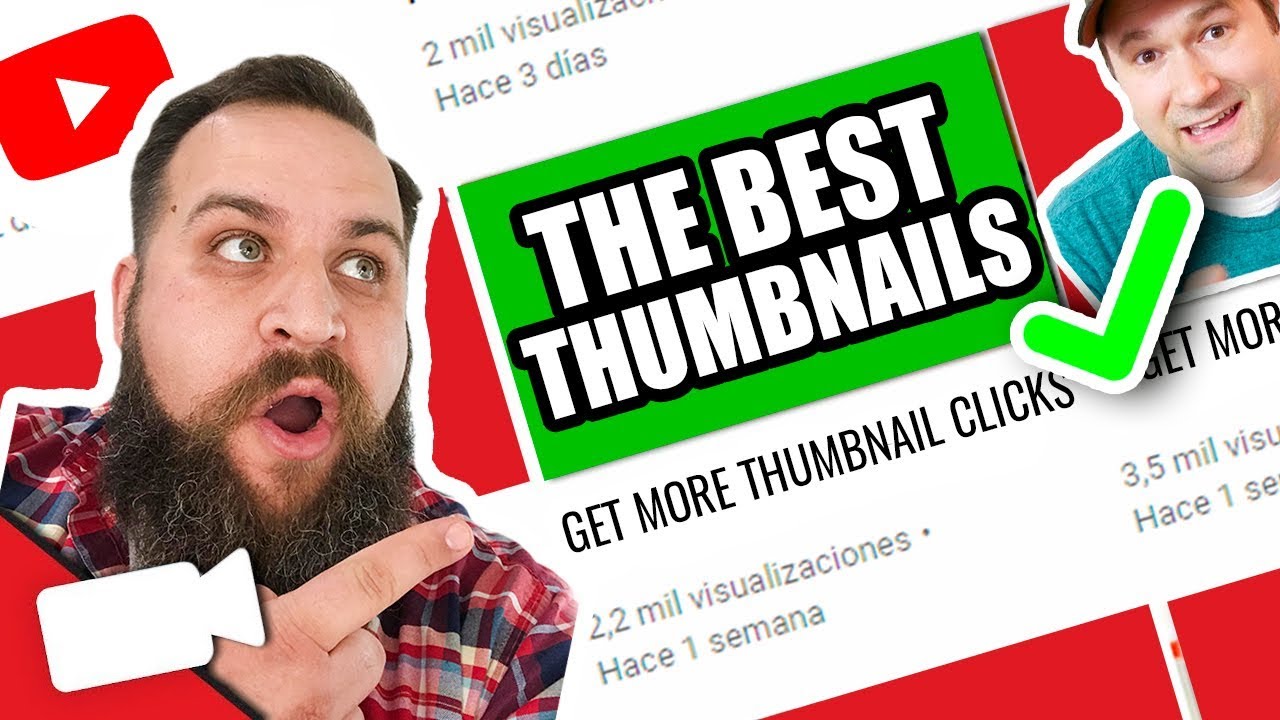 2 mil visualizacion
Hace 3 días
THE BEST
THUMBNAILS
GET MORE THUMBNAIL CLICKS
2,2 mil visualizaciones •
Hace 1 semana
GET MOR
3,5 mil visu
Hace 1 se